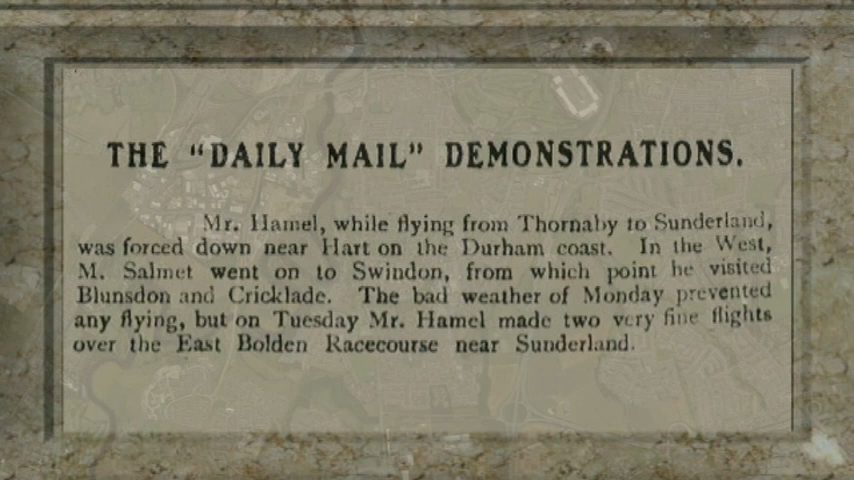 THE “DAILY MAIL” DEMONSTRATIONS.
Mr. Hamel, while flying from Thornaby to Sunderland,
was forced down near Hart on the Durham coast. In the West,
M. Salmet went on to Swindon, from which point he visited
Blunsdon and Cricklade. The bad weather of Monday prevented
any flying, but on Tuesday Mr. Hamel made two very fine flights
over the East Bolden Racecourse near Sunderland.